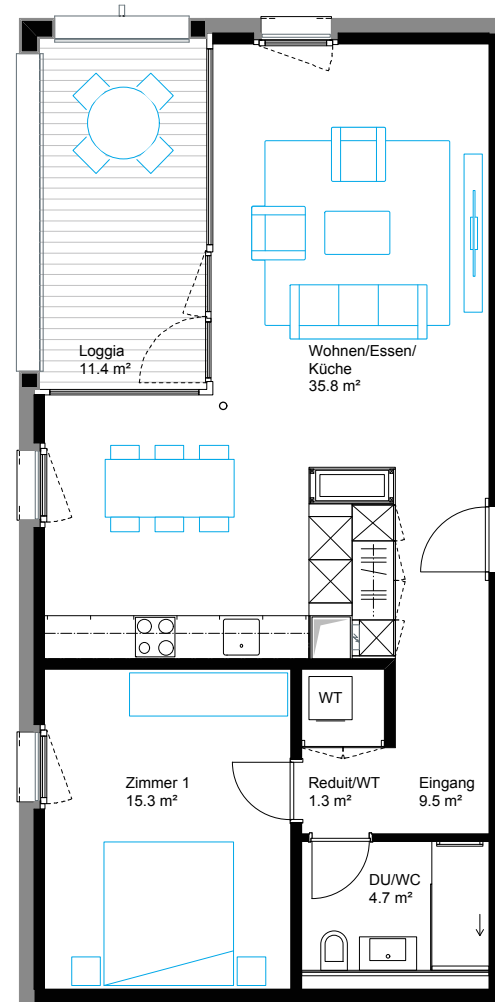 Loggia
11.4 m²
Wohnen/Essen/
Küche
35.8 m²
WT
Zimmer 1
15.3 m²
Reduit/WT
1.3 m²
Eingang
9.5 m²
DU/WC
4.7 m²